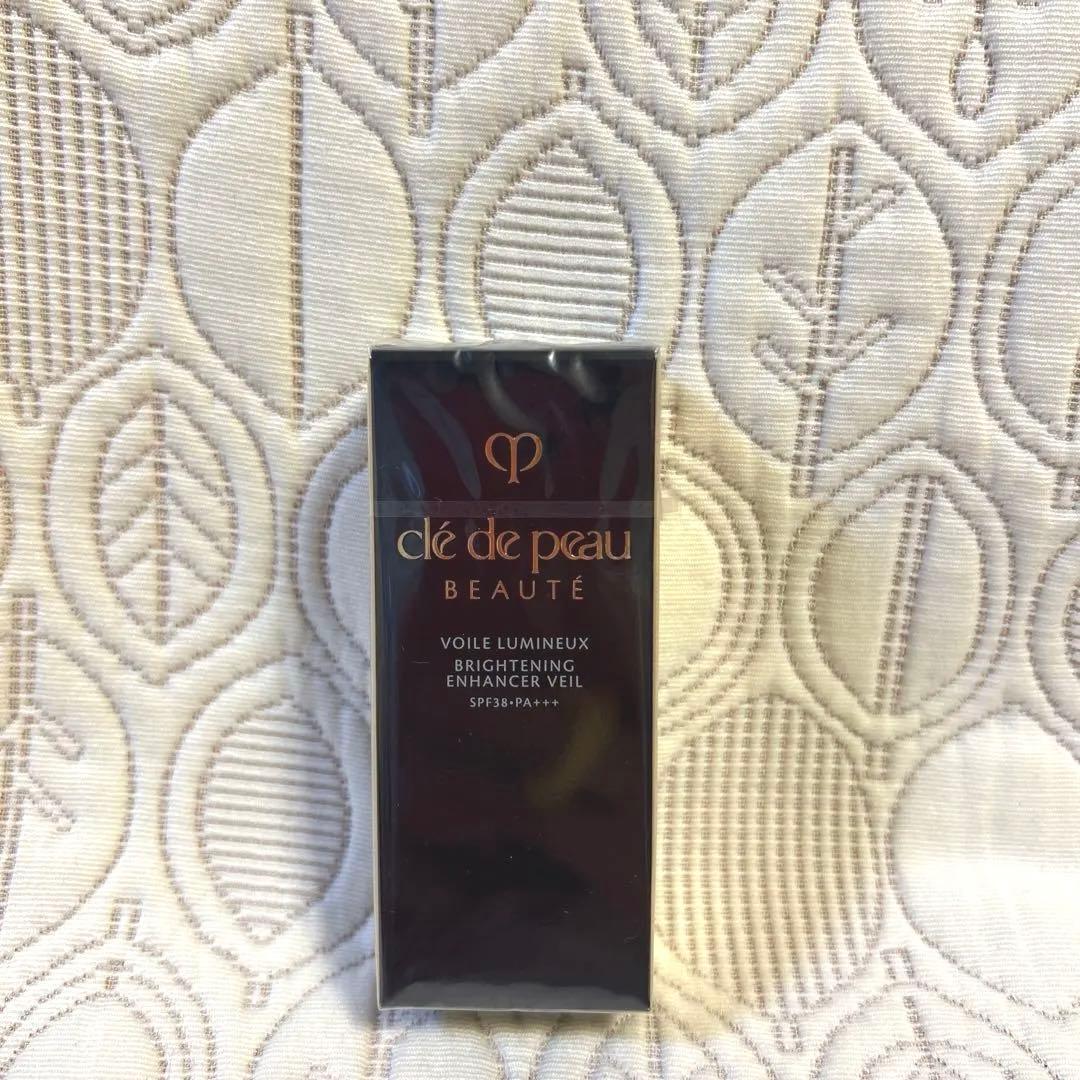 clé de peau
BEAUTÉ
VOILE LUMINEUX
BRIGHTENING
ENHANCER VEIL
SPF38•PA+++